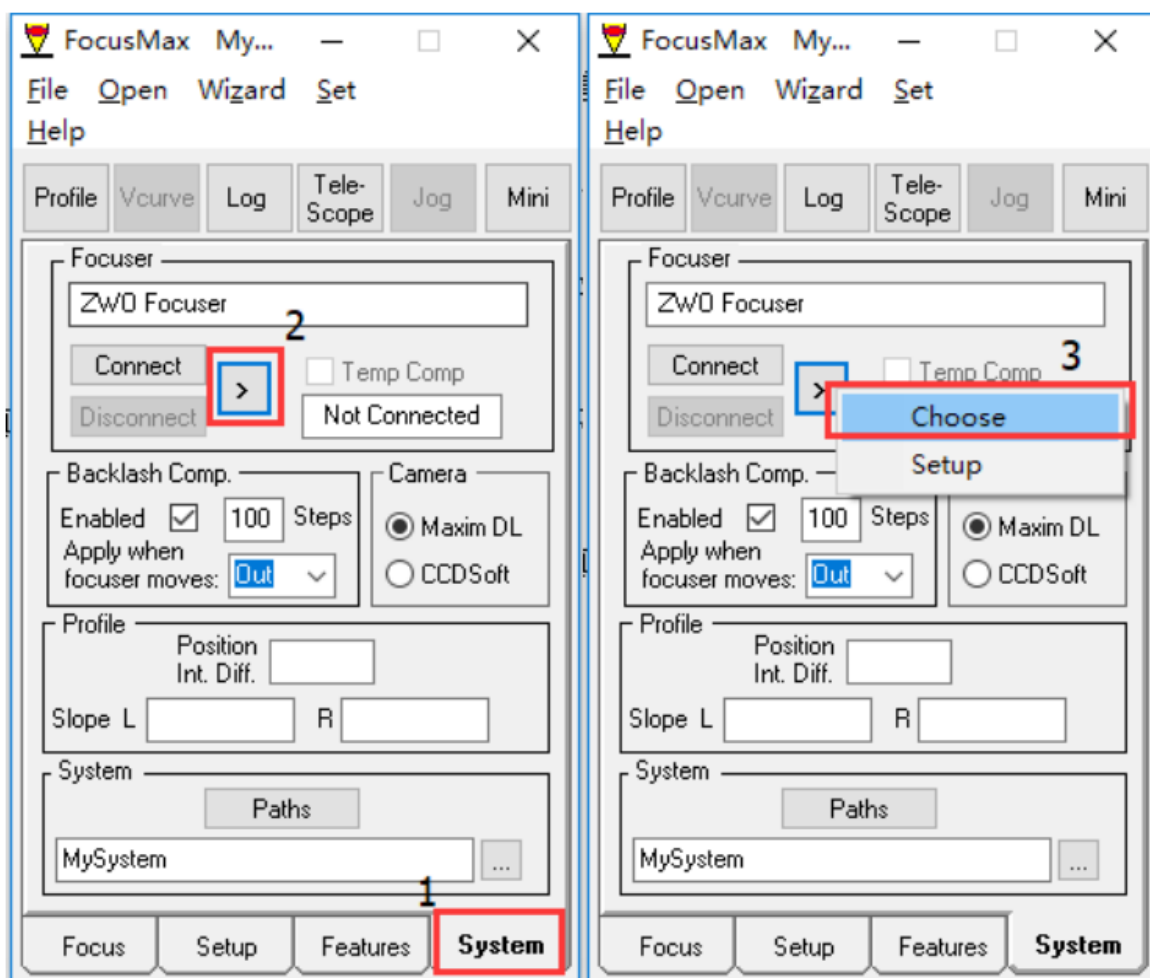 FocusMax My...
File Open Wizard Set
Help
Profile Vcurve Log Tele-Scope Jog Mini
Focuser
ZWO Focuser
2
Connect > Temp Comp
Disconnect Not Connected
Backlash Comp. Camera
Enabled 100 Steps Maxim DL
Apply when
focuser moves: Out CCDSoft
Profile
Position
Int. Diff.
Slope L R
System
Paths
MySystem ...
1
Focus Setup Features System
FocusMax My...
File Open Wizard Set
Help
Profile Vcurve Log Tele-Scope Jog Mini
Focuser
ZWO Focuser
3
Connect > Temp Comp
Disconnect Choose
Setup
Backlash Comp.
Enabled 100 Steps Maxim DL
Apply when
focuser moves: Out CCDSoft
Profile
Position
Int. Diff.
Slope L R
System
Paths
MySystem ...
Focus Setup Features System